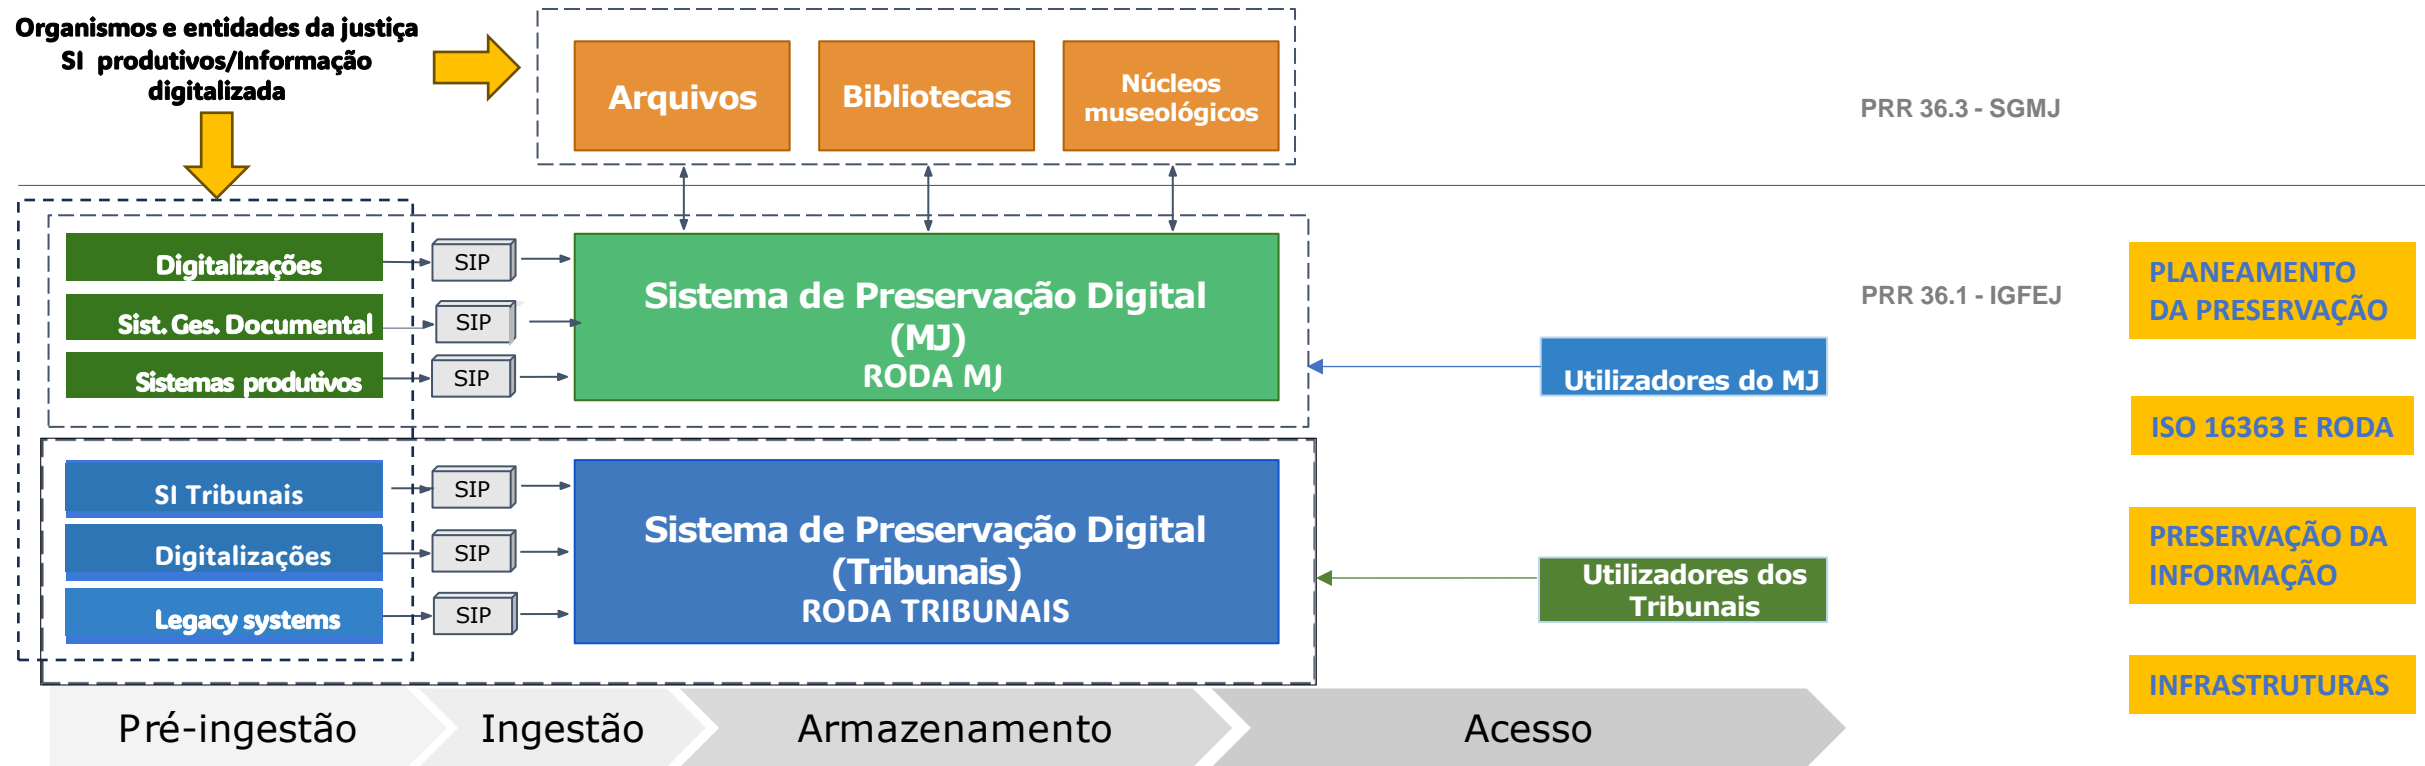 Organismos e entidades da justiça
SI produtivos/Informação
digitalizada
Arquivos
Bibliotecas
Núcleos
museológicos
PRR 36.3 - SGMJ
Digitalizações
SIP
Sist. Ges. Documental
SIP
Sistemas produtivos
SIP
Sistema de Preservação Digital
(MJ)
RODA MJ
PRR 36.1 - IGFEJ
Utilizadores do MJ
PLANEAMENTO
DA PRESERVAÇÃO
ISO 16363 E RODA
SI Tribunais
SIP
Digitalizações
SIP
Legacy systems
SIP
Sistema de Preservação Digital
(Tribunais)
RODA TRIBUNAIS
Utilizadores dos
Tribunais
PRESERVAÇÃO DA
INFORMAÇÃO
INFRASTRUTURAS
Pré-ingestão
Ingestão
Armazenamento
Acesso